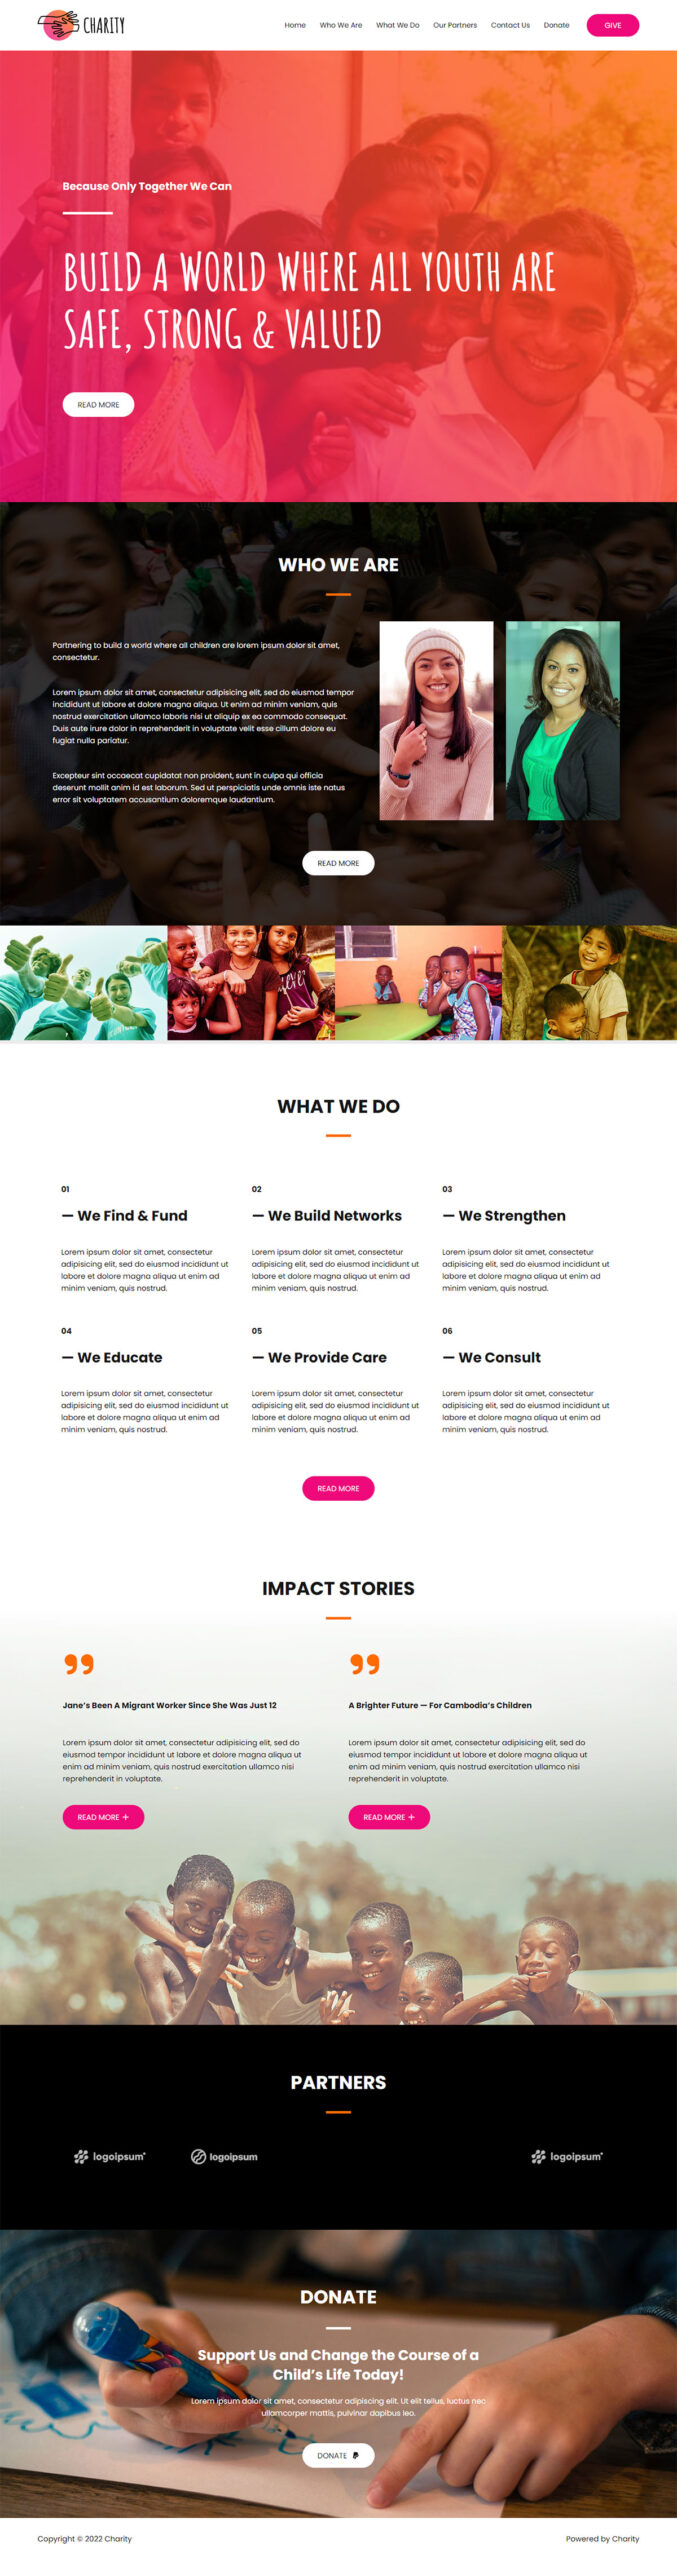 CHARITY
Home Who We Are What We Do Our Partners Contact Us Donate GIVE
Because Only Together We Can
BUILD A WORLD WHERE ALL YOUTH ARE
SAFE, STRONG & VALUED
READ MORE
WHO WE ARE
Partnering to build a world where all children are lorem ipsum dolor sit amet,
consectetur.
Lorem ipsum dolor sit amet, consectetur adipisicing elit, sed do eiusmod tempor
incididunt ut labore et dolore magna aliqua. Ut enim ad minim veniam, quis
nostrud exercitation ullamco laboris nisi ut aliquip ex ea commodo consequat.
Duis aute irure dolor in reprehenderit in voluptate velit esse cillum dolore eu
fugiat nulla pariatur.
Excepteur sint occaecat cupidatat non proident, sunt in culpa qui officia
deserunt mollit anim id est laborum. Sed ut perspiciatis unde omnis iste natus
error sit voluptatem accusantium doloremque laudantium.
READ MORE
WHAT WE DO
01
— We Find & Fund
Lorem ipsum dolor sit amet, consectetur
adipisicing elit, sed do eiusmod incididunt ut
labore et dolore magna aliqua ut enim ad
minim veniam, quis nostrud.
02
— We Build Networks
Lorem ipsum dolor sit amet, consectetur
adipisicing elit, sed do eiusmod incididunt ut
labore et dolore magna aliqua ut enim ad
minim veniam, quis nostrud.
03
— We Strengthen
Lorem ipsum dolor sit amet, consectetur
adipisicing elit, sed do eiusmod incididunt ut
labore et dolore magna aliqua ut enim ad
minim veniam, quis nostrud.
04
— We Educate
Lorem ipsum dolor sit amet, consectetur
adipisicing elit, sed do eiusmod incididunt ut
labore et dolore magna aliqua ut enim ad
minim veniam, quis nostrud.
05
— We Provide Care
Lorem ipsum dolor sit amet, consectetur
adipisicing elit, sed do eiusmod incididunt ut
labore et dolore magna aliqua ut enim ad
minim veniam, quis nostrud.
06
— We Consult
Lorem ipsum dolor sit amet, consectetur
adipisicing elit, sed do eiusmod incididunt ut
labore et dolore magna aliqua ut enim ad
minim veniam, quis nostrud.
READ MORE
IMPACT STORIES
Jane's Been A Migrant Worker Since She Was Just 12
Lorem ipsum dolor sit amet, consectetur adipisicing elit, sed do
eiusmod tempor incididunt ut labore et dolore magna aliqua ut
enim ad minim veniam, quis nostrud exercitation ullamco nisi
reprehenderit in voluptate.
READ MORE +
A Brighter Future — For Cambodia's Children
Lorem ipsum dolor sit amet, consectetur adipisicing elit, sed do
eiusmod tempor incididunt ut labore et dolore magna aliqua ut
enim ad minim veniam, quis nostrud exercitation ullamco nisi
reprehenderit in voluptate.
READ MORE +
PARTNERS
logoipsum logoipsum logoipsum
DONATE
Support Us and Change the Course of a
Child's Life Today!
Lorem ipsum dolor sit amet, consectetur adipiscing elit. Ut elit tellus, luctus nec
ullamcorper mattis, pulvinar dapibus leo.
DONATE
Copyright © 2022 Charity
Powered by Charity